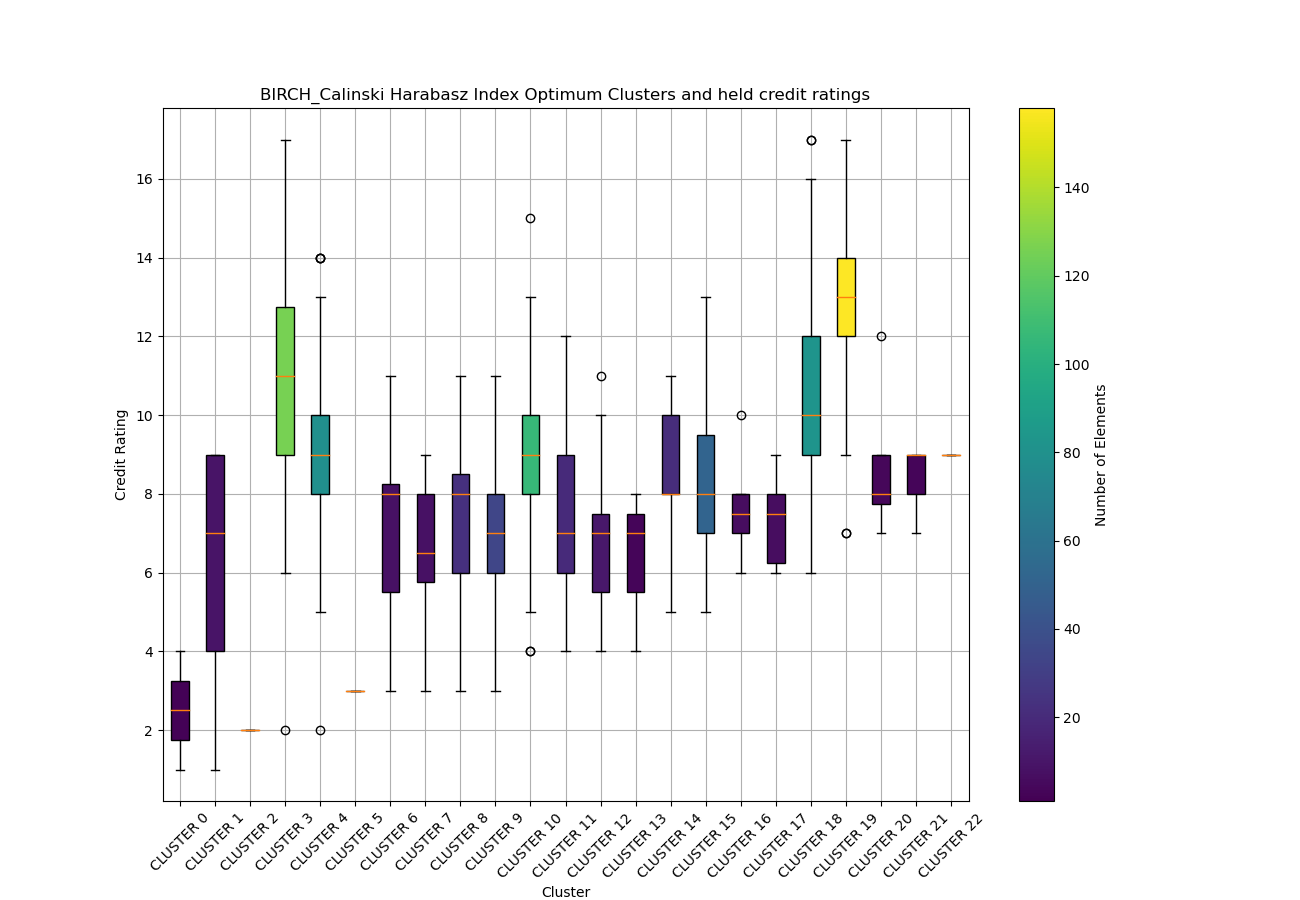 BIRCH_Calinski Harabasz Index Optimum Clusters and held credit ratings
Credit Rating
16
14
12
10
8
6
4
2
CLUSTER 0
CLUSTER 1
CLUSTER 2
CLUSTER 3
CLUSTER 4
CLUSTER 5
CLUSTER 6
CLUSTER 7
CLUSTER 8
CLUSTER 9
CLUSTER 10
CLUSTER 11
CLUSTER 12
CLUSTER 13
CLUSTER 14
CLUSTER 15
CLUSTER 16
CLUSTER 17
CLUSTER 18
CLUSTER 19
CLUSTER 20
CLUSTER 21
CLUSTER 22
Cluster
140
120
100
80
60
40
20
Number of Elements